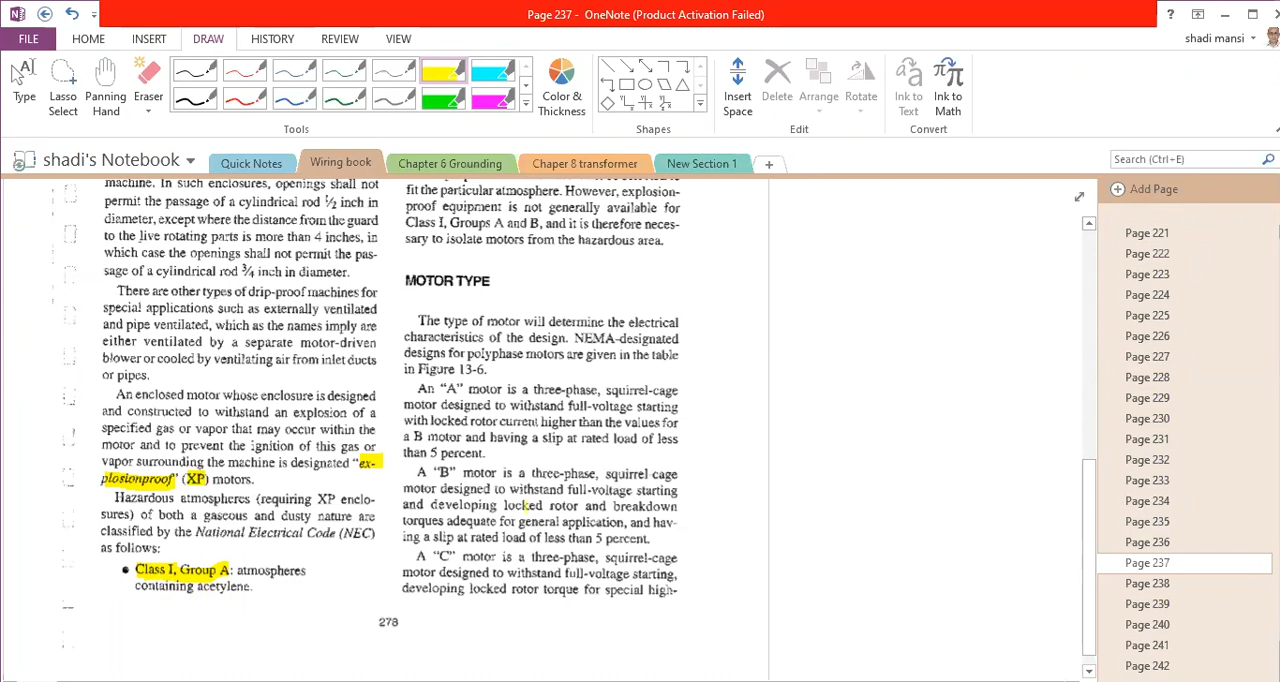 Page 237 - OneNote (Product Activation Failed)
?
FILE
HOME
INSERT
DRAW
HISTORY
REVIEW
VIEW
shadi mansi
Type
Lasso
Select
Panning
Hand
Eraser
Color &
Thickness
Insert
Space
Delete
Arrange
Rotate
Ink to
Text
Ink to
Math
Tools
Shapes
Edit
Convert
shadi's Notebook
Quick Notes
Wiring book
Chapter 6 Grounding
Chaper 8 transformer
New Section 1
Search (Ctrl+E)
machine. In such enclosures, openings shall not
permit the passage of a cylindrical rod ½ inch in
diameter, except where the distance from the guard
to the live rotating parts is more than 4 inches, in
which case the openings shall not permit the pas-
sage of a cylindrical rod ¾ inch in diameter.
There are other types of drip-proof machines for
special applications such as externally ventilated
and pipe ventilated, which as the names imply are
either ventilated by a separate motor-driven
blower or cooled by ventilating air from inlet ducts
or pipes.
An enclosed motor whose enclosure is designed
and constructed to withstand an explosion of a
specified gas or vapor that may occur within the
motor and to prevent the ignition of this gas or
vapor surrounding the machine is designated "ex-
plosionproof" (XP) motors.
Hazardous atmospheres (requiring XP enclo-
sures) of both a gaseous and dusty nature are
classified by the National Electrical Code (NEC)
as follows:
● Class I, Group A: atmospheres
containing acetylene.
fit the particular atmosphere. However, explosion-
proof equipment is not generally available for
Class I, Groups A and B, and it is therefore neces-
sary to isolate motors from the hazardous area.
MOTOR TYPE
The type of motor will determine the electrical
characteristics of the design. NEMA-designated
designs for polyphase motors are given in the table
in Figure 13-6.
An "A" motor is a three-phase, squirrel-cage
motor designed to withstand full-voltage starting
with locked rotor current higher than the values for
a B motor and having a slip at rated load of less
than 5 percent.
A "B" motor is a three-phase, squirrel-cage
motor designed to withstand full-voltage starting
and developing locked rotor and breakdown
torques adequate for general application, and hav-
ing a slip at rated load of less than 5 percent.
A "C" motor is a three-phase, squirrel-cage
motor designed to withstand full-voltage starting,
developing locked rotor torque for special high-
278
Add Page
Page 221
Page 222
Page 223
Page 224
Page 225
Page 226
Page 227
Page 228
Page 229
Page 230
Page 231
Page 232
Page 233
Page 234
Page 235
Page 236
Page 237
Page 238
Page 239
Page 240
Page 241
Page 242